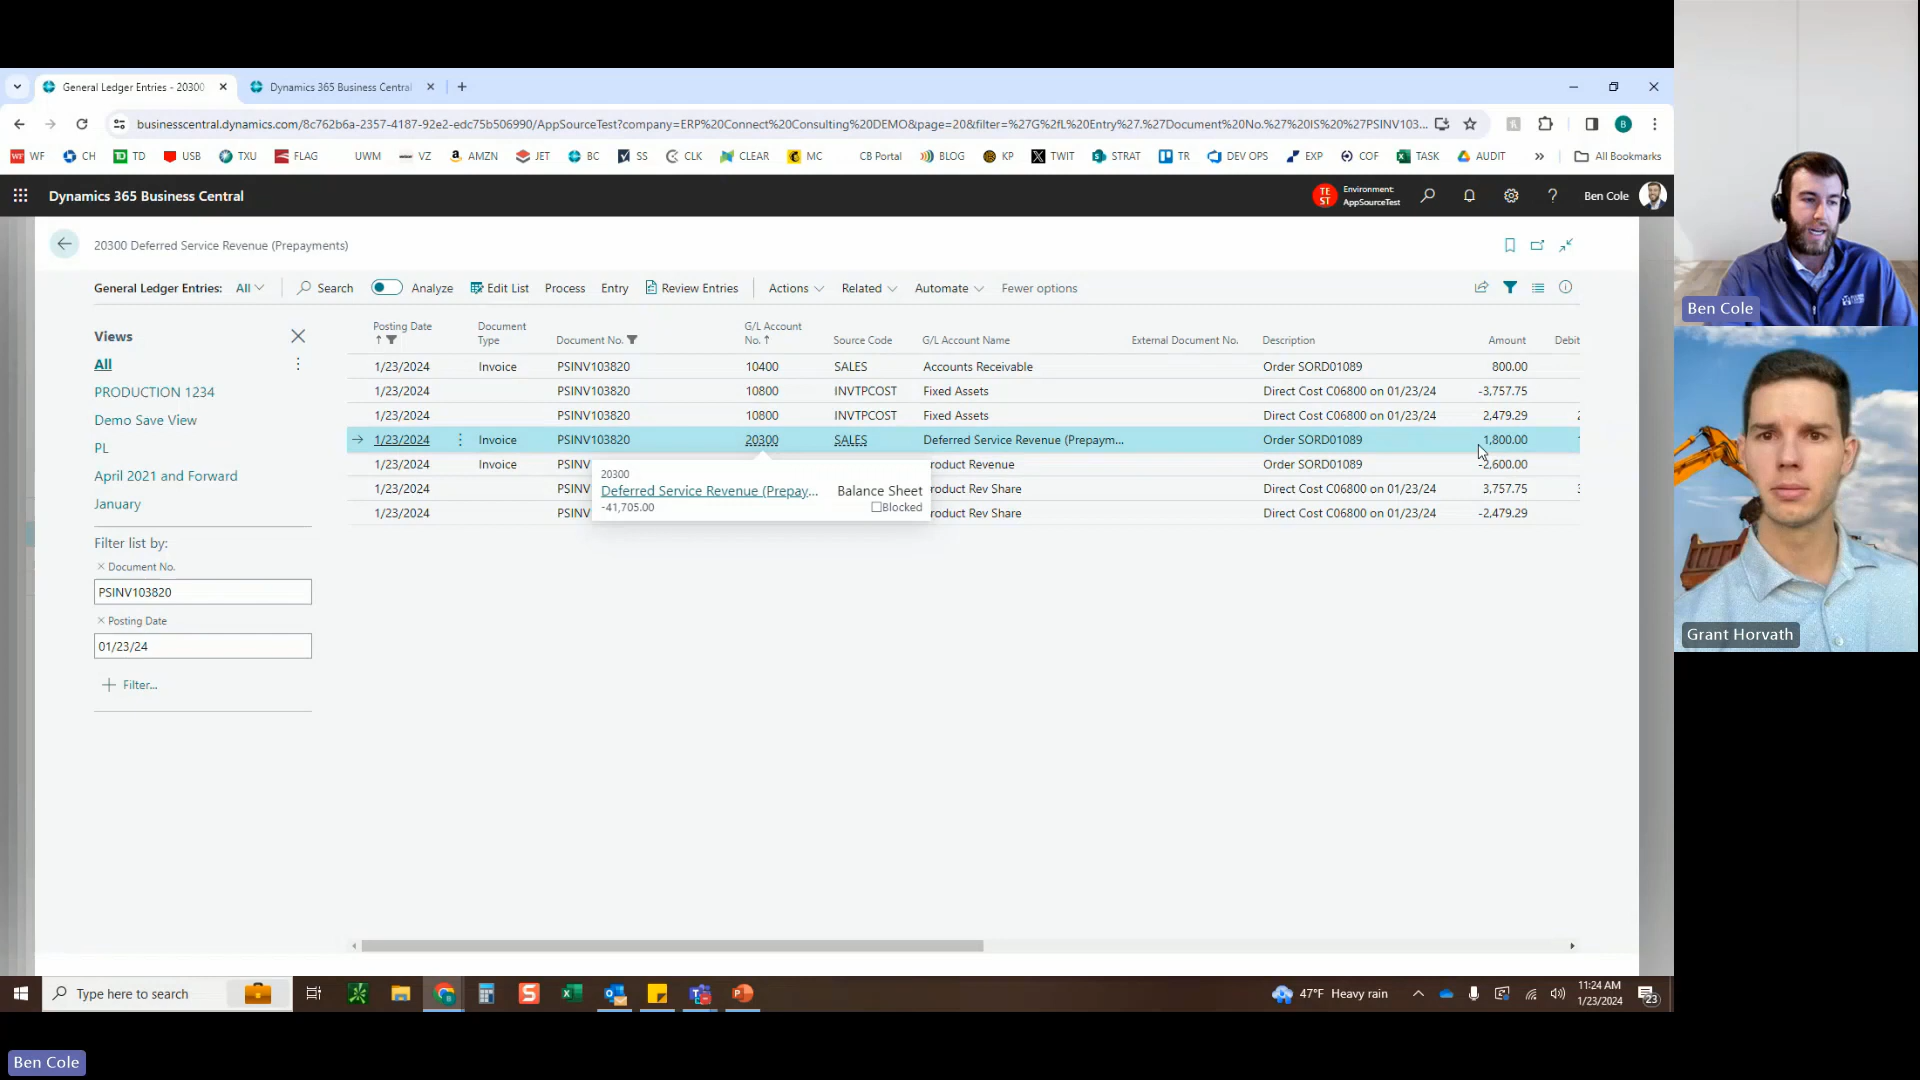 General Ledger Entries - 20300
Dynamics 365 Business Central
businesscentral.dynamics.com/8c762b6a-2357-4187-92e2-edc75b506990/AppSourceTest?company=ERP%20Connect%20Consulting%20DEMO&page=20&filter=%27G%2fL%20Entry%27.%27Document%20No.%27%20IS%20%27PSINV103...
WF CH TD USB TXU FLAG UWM VZ AMZN JET BC SS CLK CLEAR MC CB Portal BLOG KP TWIT STRAT TR DEV OPS EXP COF TASK AUDIT » All Bookmarks
Dynamics 365 Business Central
TE ST
Environment:
AppSourceTest
Ben Cole
20300 Deferred Service Revenue (Prepayments)
General Ledger Entries: All Search Analyze Edit List Process Entry Review Entries Actions Related Automate Fewer options
Views
All
PRODUCTION 1234
Demo Save View
PL
April 2021 and Forward
January
Filter list by:
× Document No.
PSINV103820
× Posting Date
01/23/24
+ Filter...
Posting Date ↑ Document Type Document No. G/L Account No. ↑ Source Code G/L Account Name External Document No. Description Amount Debit
1/23/2024 Invoice PSINV103820 10400 SALES Accounts Receivable Order SORD01089 800.00
1/23/2024 PSINV103820 10800 INVTPCOST Fixed Assets Direct Cost C06800 on 01/23/24 -3,757.75
1/23/2024 PSINV103820 10800 INVTPCOST Fixed Assets Direct Cost C06800 on 01/23/24 2,479.29
1/23/2024 Invoice PSINV103820 20300 SALES Deferred Service Revenue (Prepaym... Order SORD01089 1,800.00
1/23/2024 Invoice PSINV roduct Revenue Order SORD01089 -2,600.00
1/23/2024 PSINV roduct Rev Share Direct Cost C06800 on 01/23/24 3,757.75
1/23/2024 PSINV roduct Rev Share Direct Cost C06800 on 01/23/24 -2,479.29
20300
Deferred Service Revenue (Prepay... Balance Sheet
-41,705.00 Blocked
Ben Cole
Grant Horvath
Type here to search
47°F Heavy rain
11:24 AM
1/23/2024
23
Ben Cole